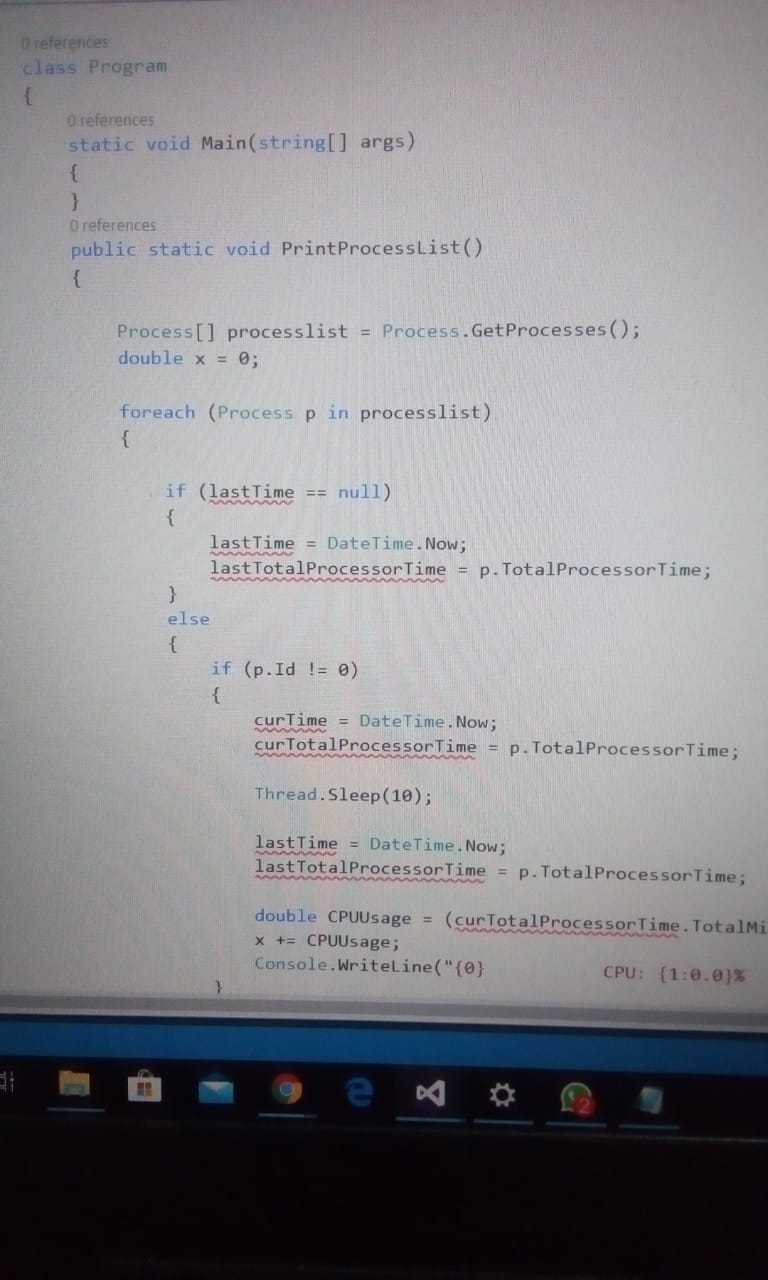 0 references
class Program
{
0 references
static void Main(string[] args)
{
}
0 references
public static void PrintProcessList()
{
Process[] processlist = Process.GetProcesses();
double x = 0;
foreach (Process p in processlist)
{
if (lastTime == null)
{
lastTime = DateTime.Now;
lastTotalProcessorTime = p.TotalProcessorTime;
}
else
{
if (p.Id != 0)
{
curTime = DateTime.Now;
curTotalProcessorTime = p.TotalProcessorTime;
Thread.Sleep(10);
lastTime = DateTime.Now;
lastTotalProcessorTime = p.TotalProcessorTime;
double CPUUsage = (curTotalProcessorTime.TotalMi
x += CPUUsage;
Console.WriteLine("{0} CPU: {1:0.0}%
}
2